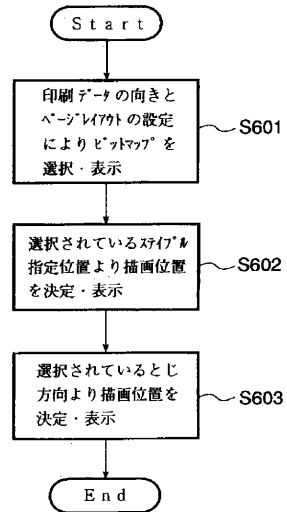 Start
印刷データの向きと
ページレイアウトの設定
によりビットマップを
選択・表示
S601
選択されているステイプル
指定位置より描画位置
を決定・表示
S602
選択されているとじ
方向より描画位置を
決定・表示
S603
End